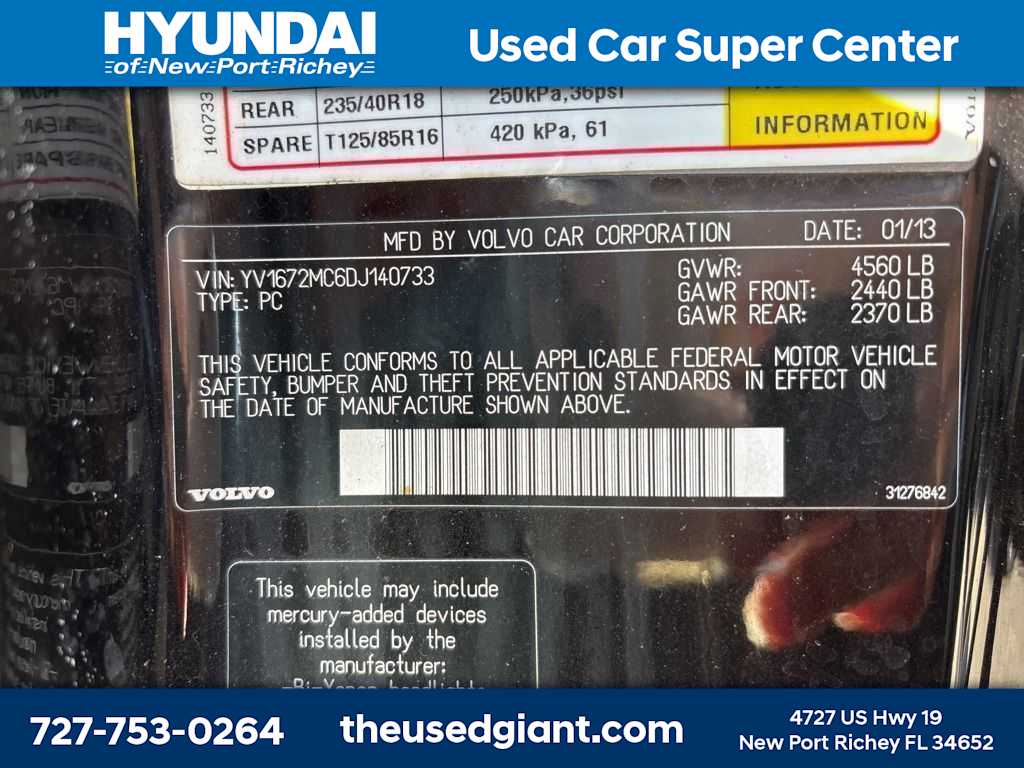 HYUNDAI
of New Port Richey
Used Car Super Center
REAR 235/40R18 250kPa,36psi
SPARE T125/85R16 420 kPa, 61
INFORMATION
140733
MFD BY VOLVO CAR CORPORATION DATE: 01/13
VIN: YV1672MC6DJ140733 GVWR: 4560 LB
TYPE: PC GAWR FRONT: 2440 LB
GAWR REAR: 2370 LB
THIS VEHICLE CONFORMS TO ALL APPLICABLE FEDERAL MOTOR VEHICLE
SAFETY, BUMPER AND THEFT PREVENTION STANDARDS IN EFFECT ON
THE DATE OF MANUFACTURE SHOWN ABOVE.
VOLVO 31276842
This vehicle may include
mercury-added devices
installed by the
manufacturer:
727-753-0264
theusedgiant.com
4727 US Hwy 19
New Port Richey FL 34652